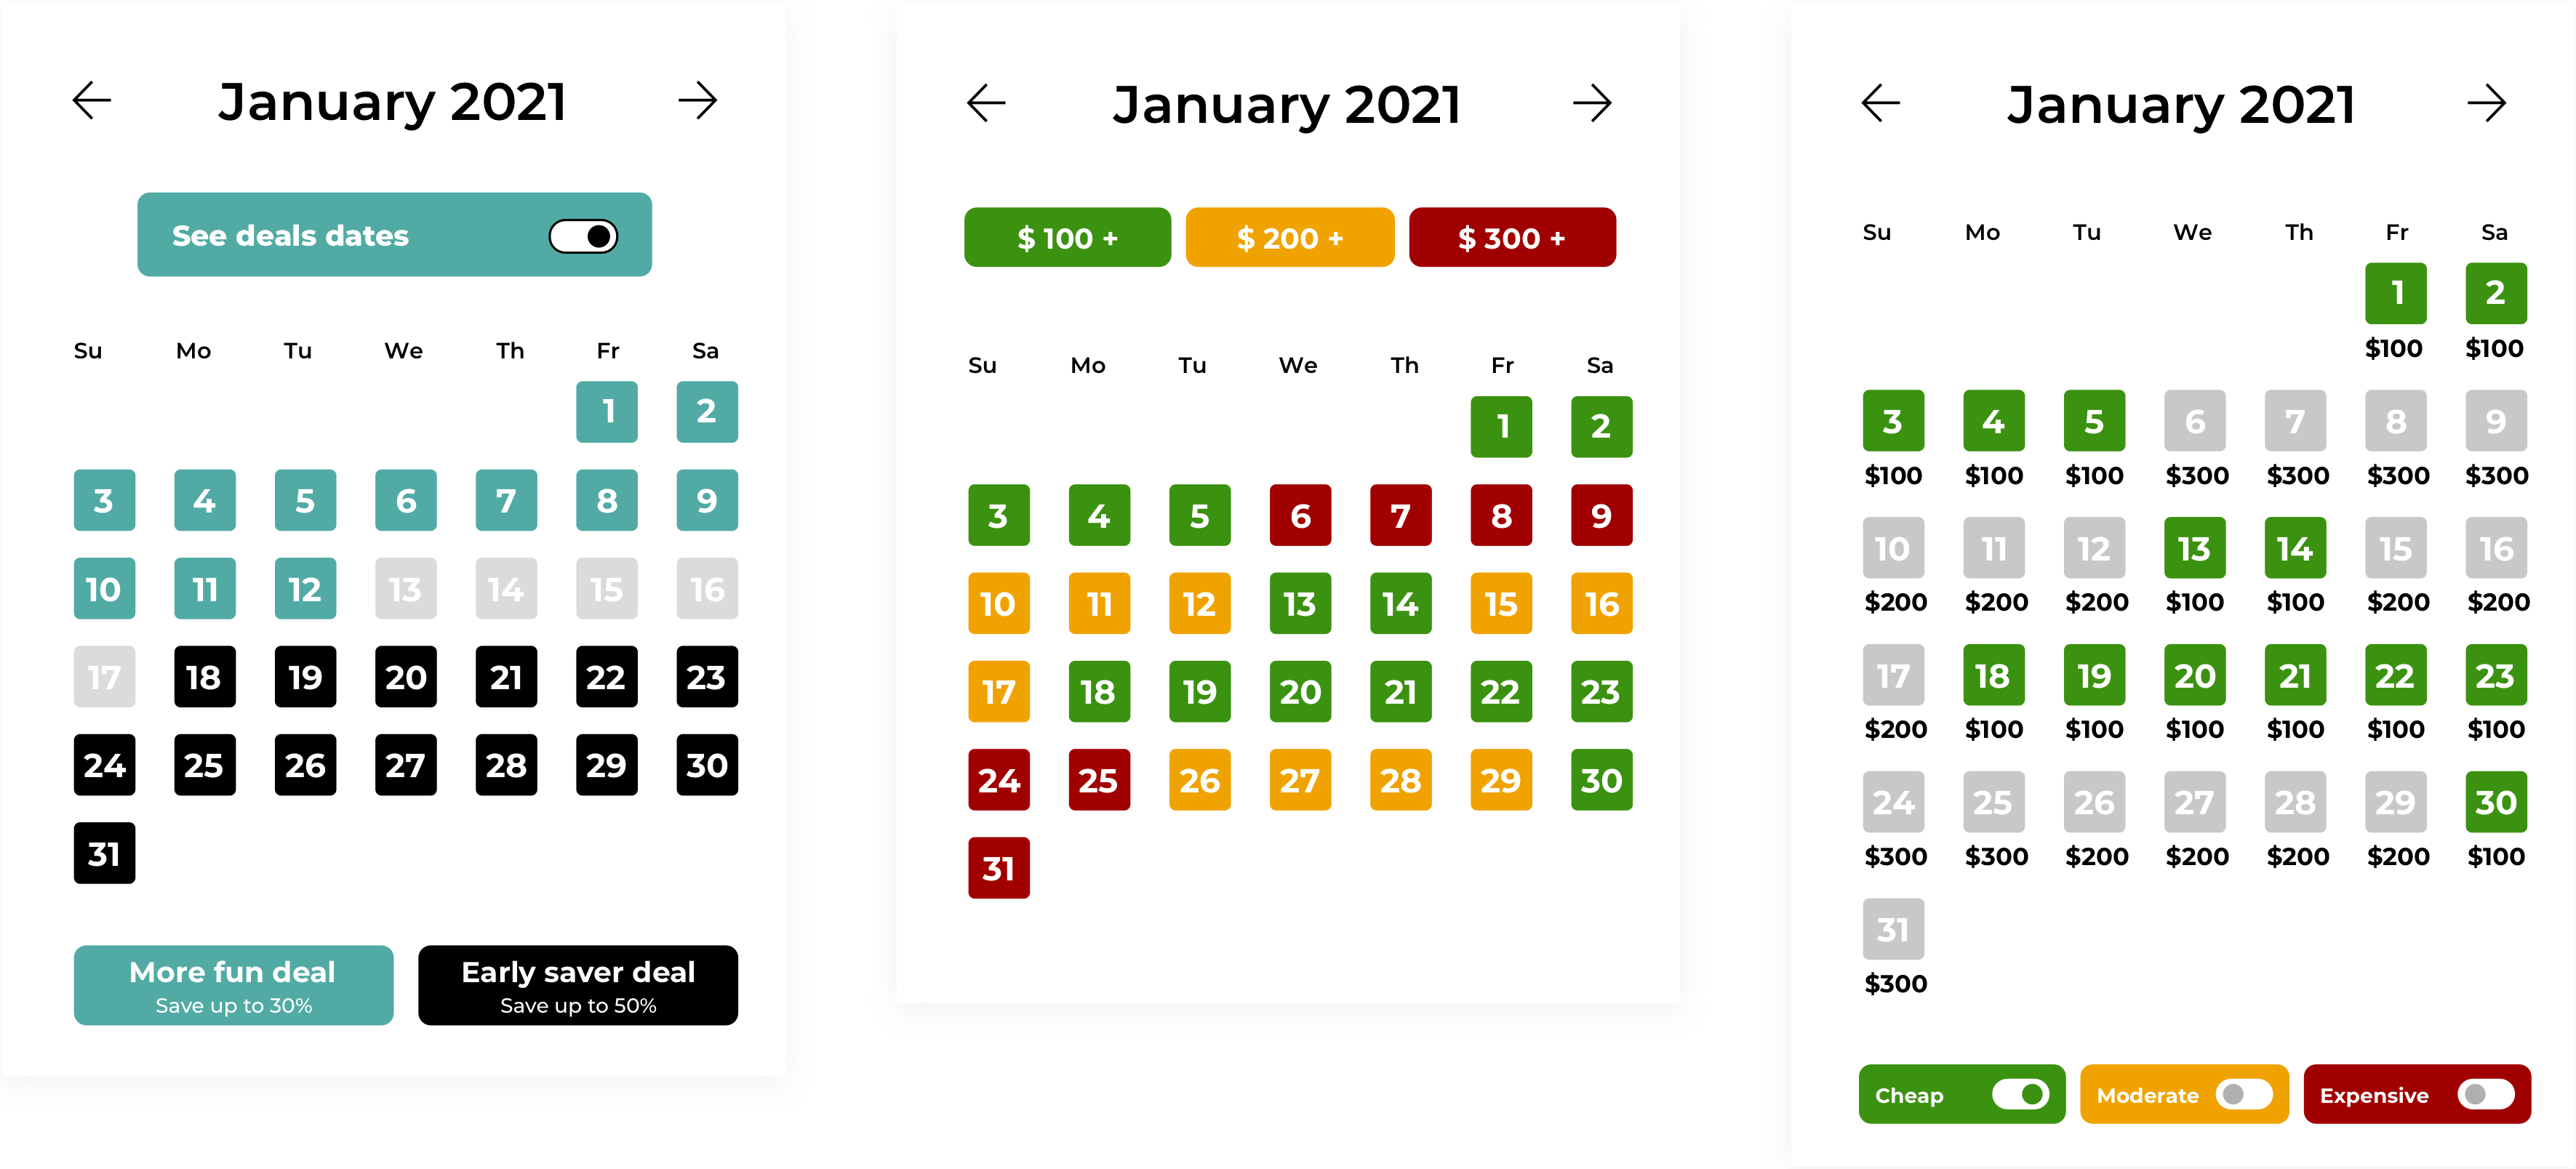 January 2021
See deals dates
Su Mo Tu We Th Fr Sa
1 2
3 4 5 6 7 8 9
10 11 12 13 14 15 16
17 18 19 20 21 22 23
24 25 26 27 28 29 30
31
More fun deal
Save up to 30%
Early saver deal
Save up to 50%
January 2021
$ 100 + $ 200 + $ 300 +
Su Mo Tu We Th Fr Sa
1 2
3 4 5 6 7 8 9
10 11 12 13 14 15 16
17 18 19 20 21 22 23
24 25 26 27 28 29 30
31
January 2021
Su Mo Tu We Th Fr Sa
1 2
$100 $100
3 4 5 6 7 8 9
$100 $100 $100 $300 $300 $300 $300
10 11 12 13 14 15 16
$200 $200 $200 $100 $100 $200 $200
17 18 19 20 21 22 23
$200 $100 $100 $100 $100 $100 $100
24 25 26 27 28 29 30
$300 $300 $200 $200 $200 $200 $100
31
$300
Cheap Moderate Expensive